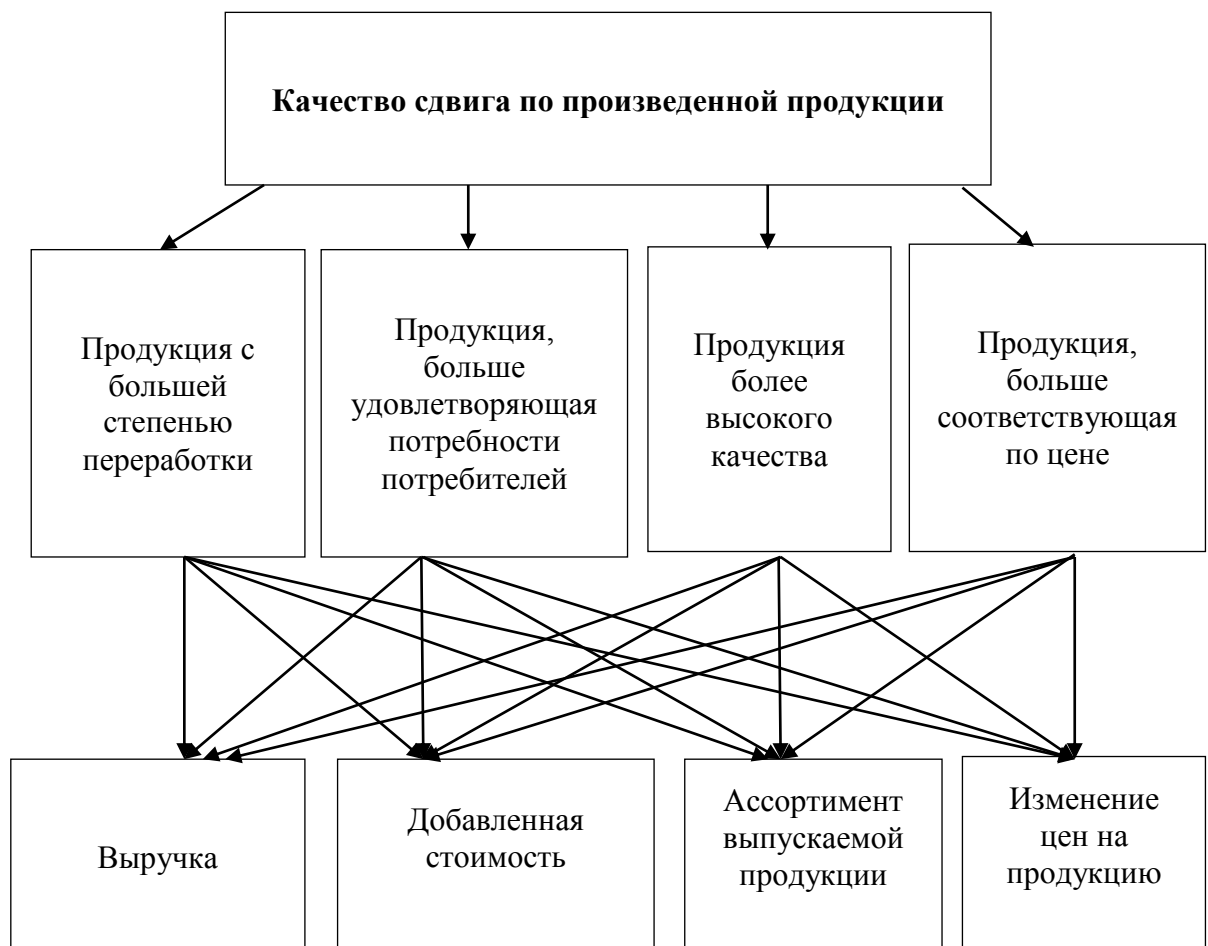 Качество сдвига по произведенной продукции
Продукция с
большей
степенью
переработки
Продукция,
больше
удовлетворяющая
потребности
потребителей
Продукция
более
высокого
качества
Продукция,
больше
соответствующая
по цене
Выручка
Добавленная
стоимость
Ассортимент
выпускаемой
продукции
Изменение
цен на
продукцию